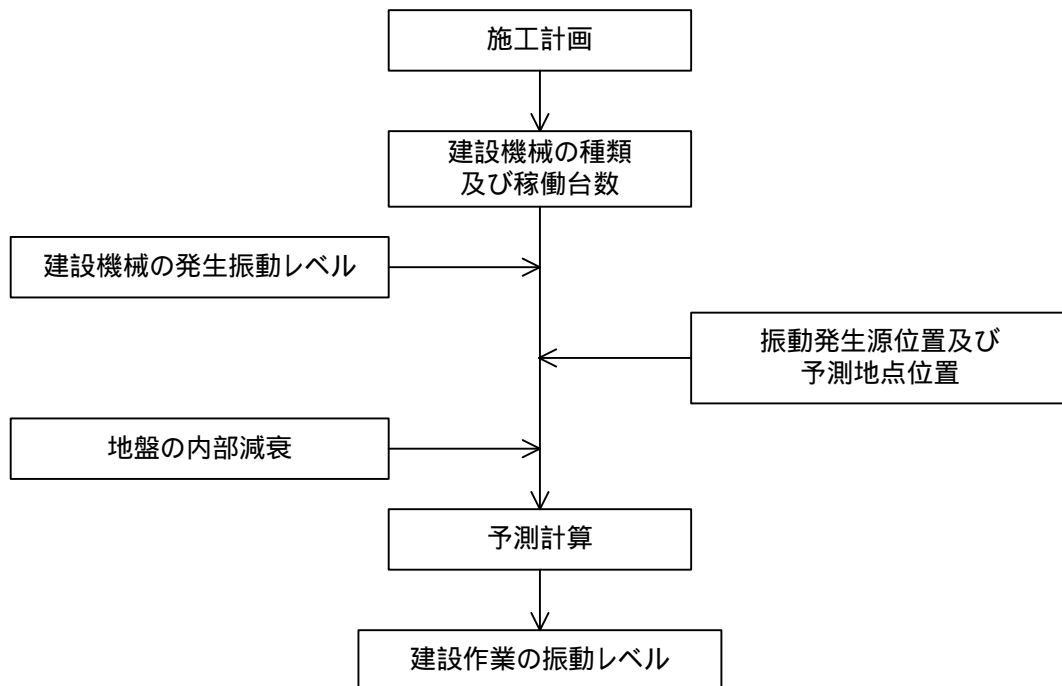 施工計画
建設機械の種類
及び稼働台数
建設機械の発生振動レベル
振動発生源位置及び
予測地点位置
地盤の内部減衰
予測計算
建設作業の振動レベル